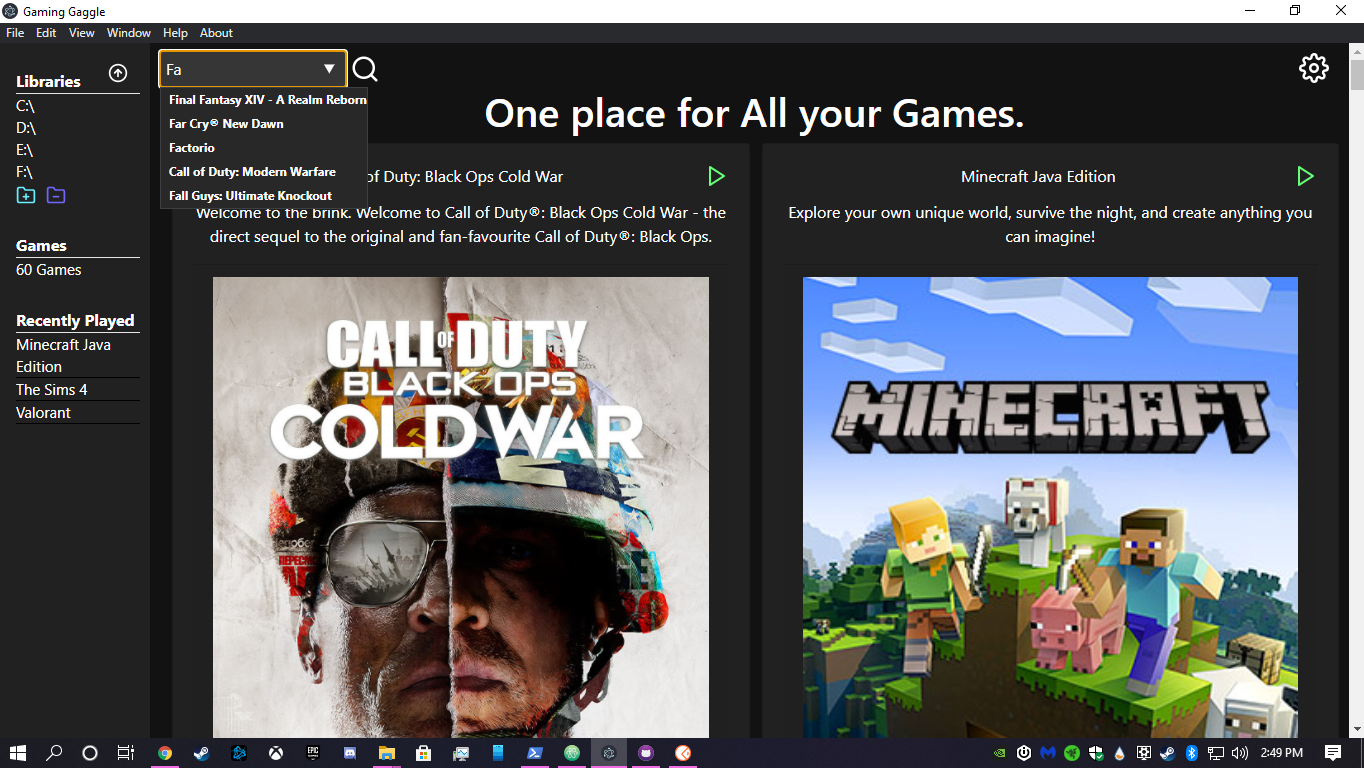 Gaming Gaggle
File Edit View Window Help About
Libraries
C:\
D:\
E:\
F:\
Games
60 Games
Recently Played
Minecraft Java
Edition
The Sims 4
Valorant
Fa
Final Fantasy XIV - A Realm Reborn
Far Cry® New Dawn
Factorio
Call of Duty: Modern Warfare
Fall Guys: Ultimate Knockout
One place for All your Games.
of Duty: Black Ops Cold War
Welcome to the brink. Welcome to Call of Duty®: Black Ops Cold War - the
direct sequel to the original and fan-favourite Call of Duty®: Black Ops.
CALL OF DUTY
BLACK OPS
COLD WAR
Minecraft Java Edition
Explore your own unique world, survive the night, and create anything you
can imagine!
MINECRAFT
EPIC
2:49 PM